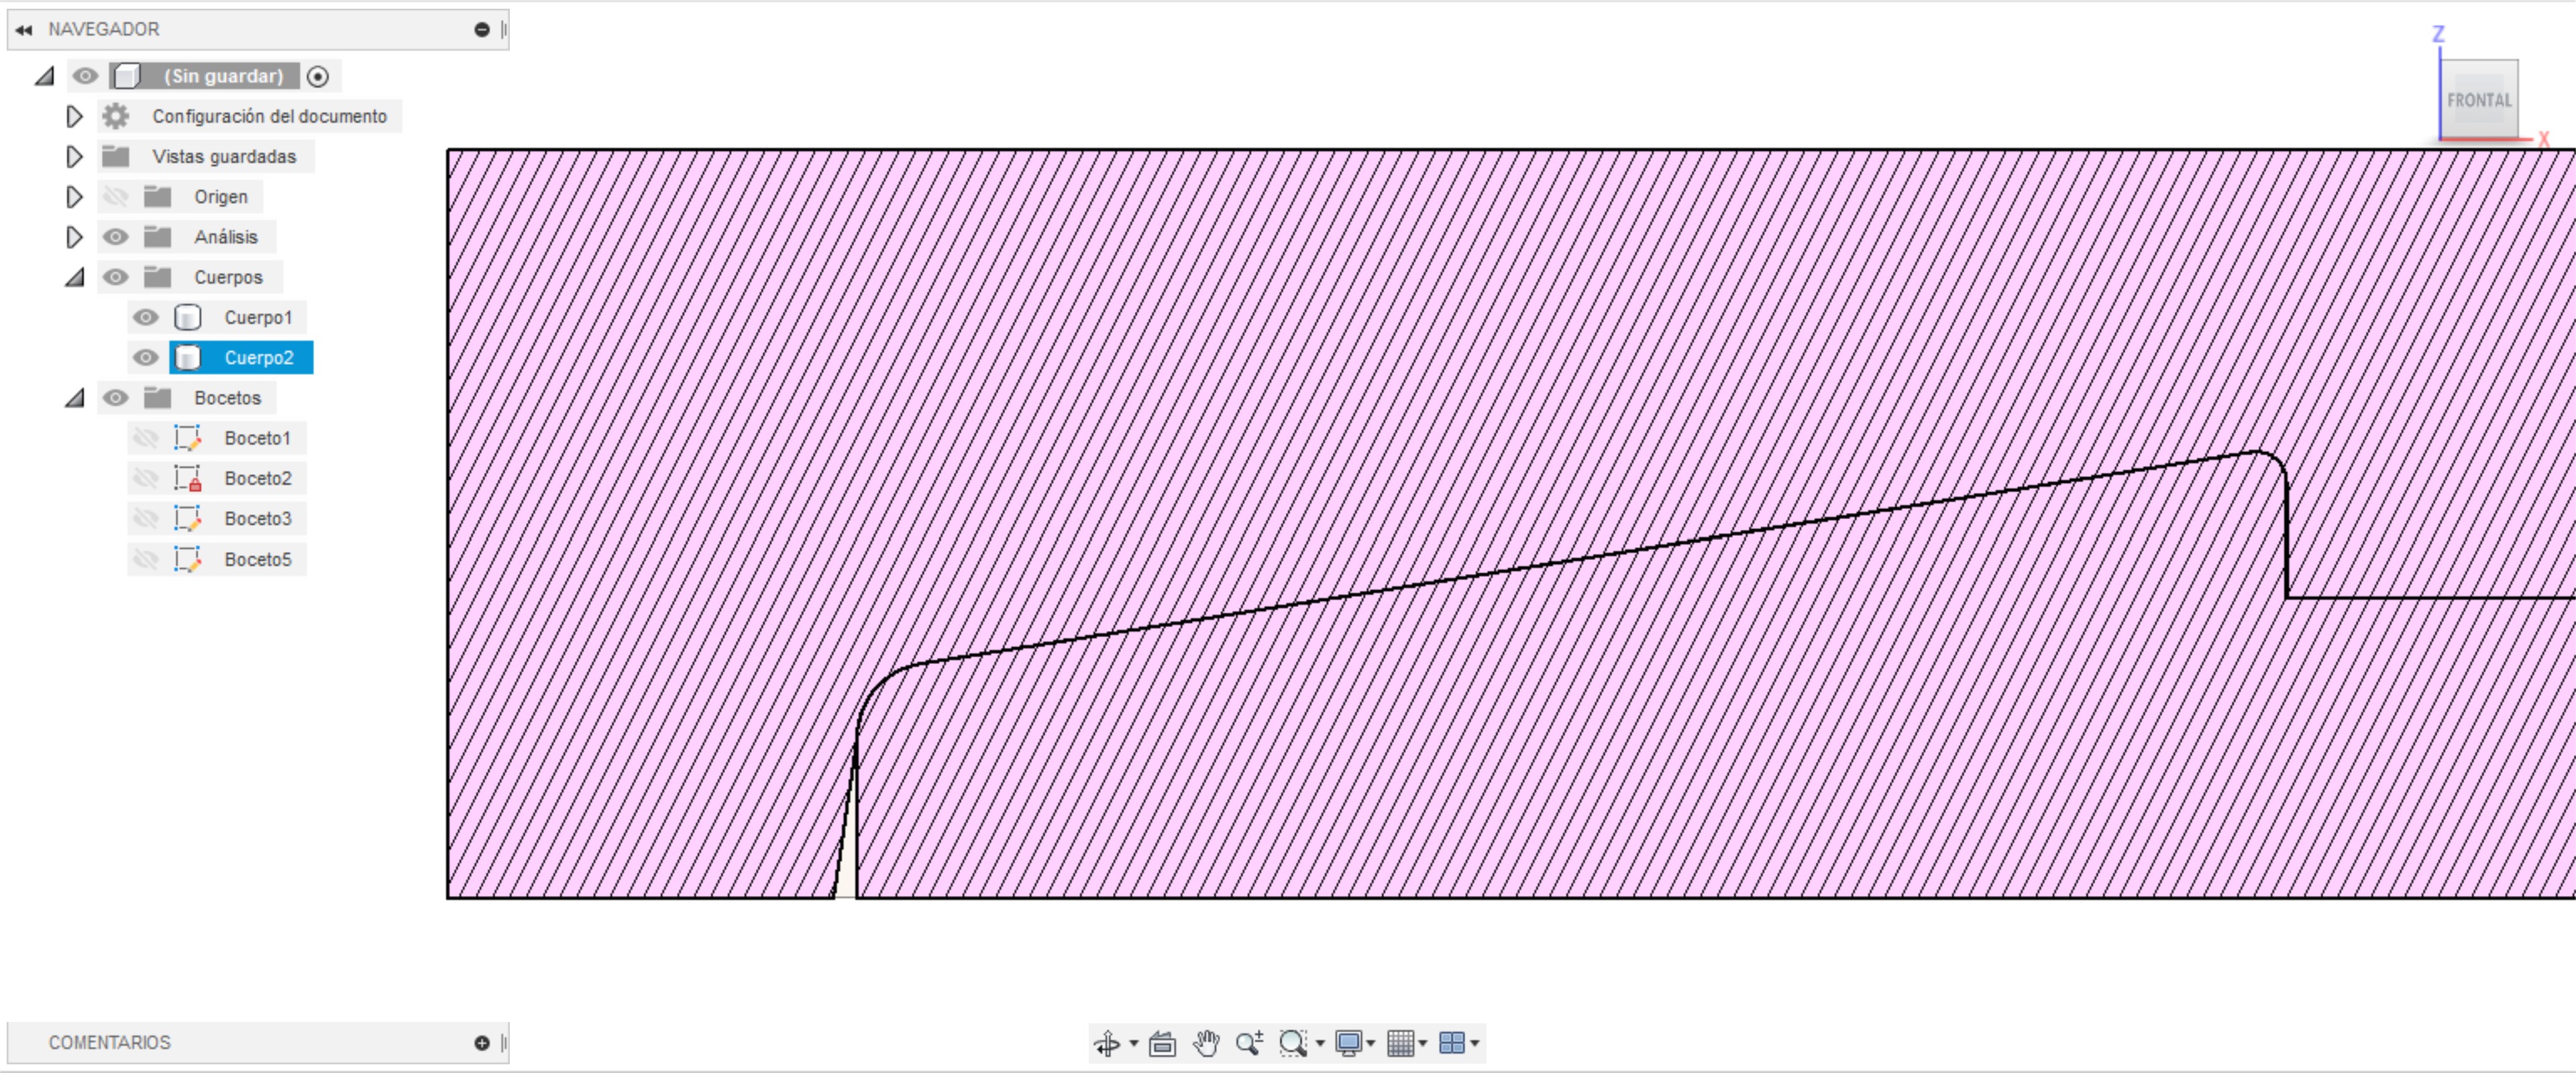 NAVEGADOR
(Sin guardar)
Configuración del documento
Vistas guardadas
Origen
Análisis
Cuerpos
Cuerpo1
Cuerpo2
Bocetos
Boceto1
Boceto2
Boceto3
Boceto5
Z
FRONTAL
X
COMENTARIOS